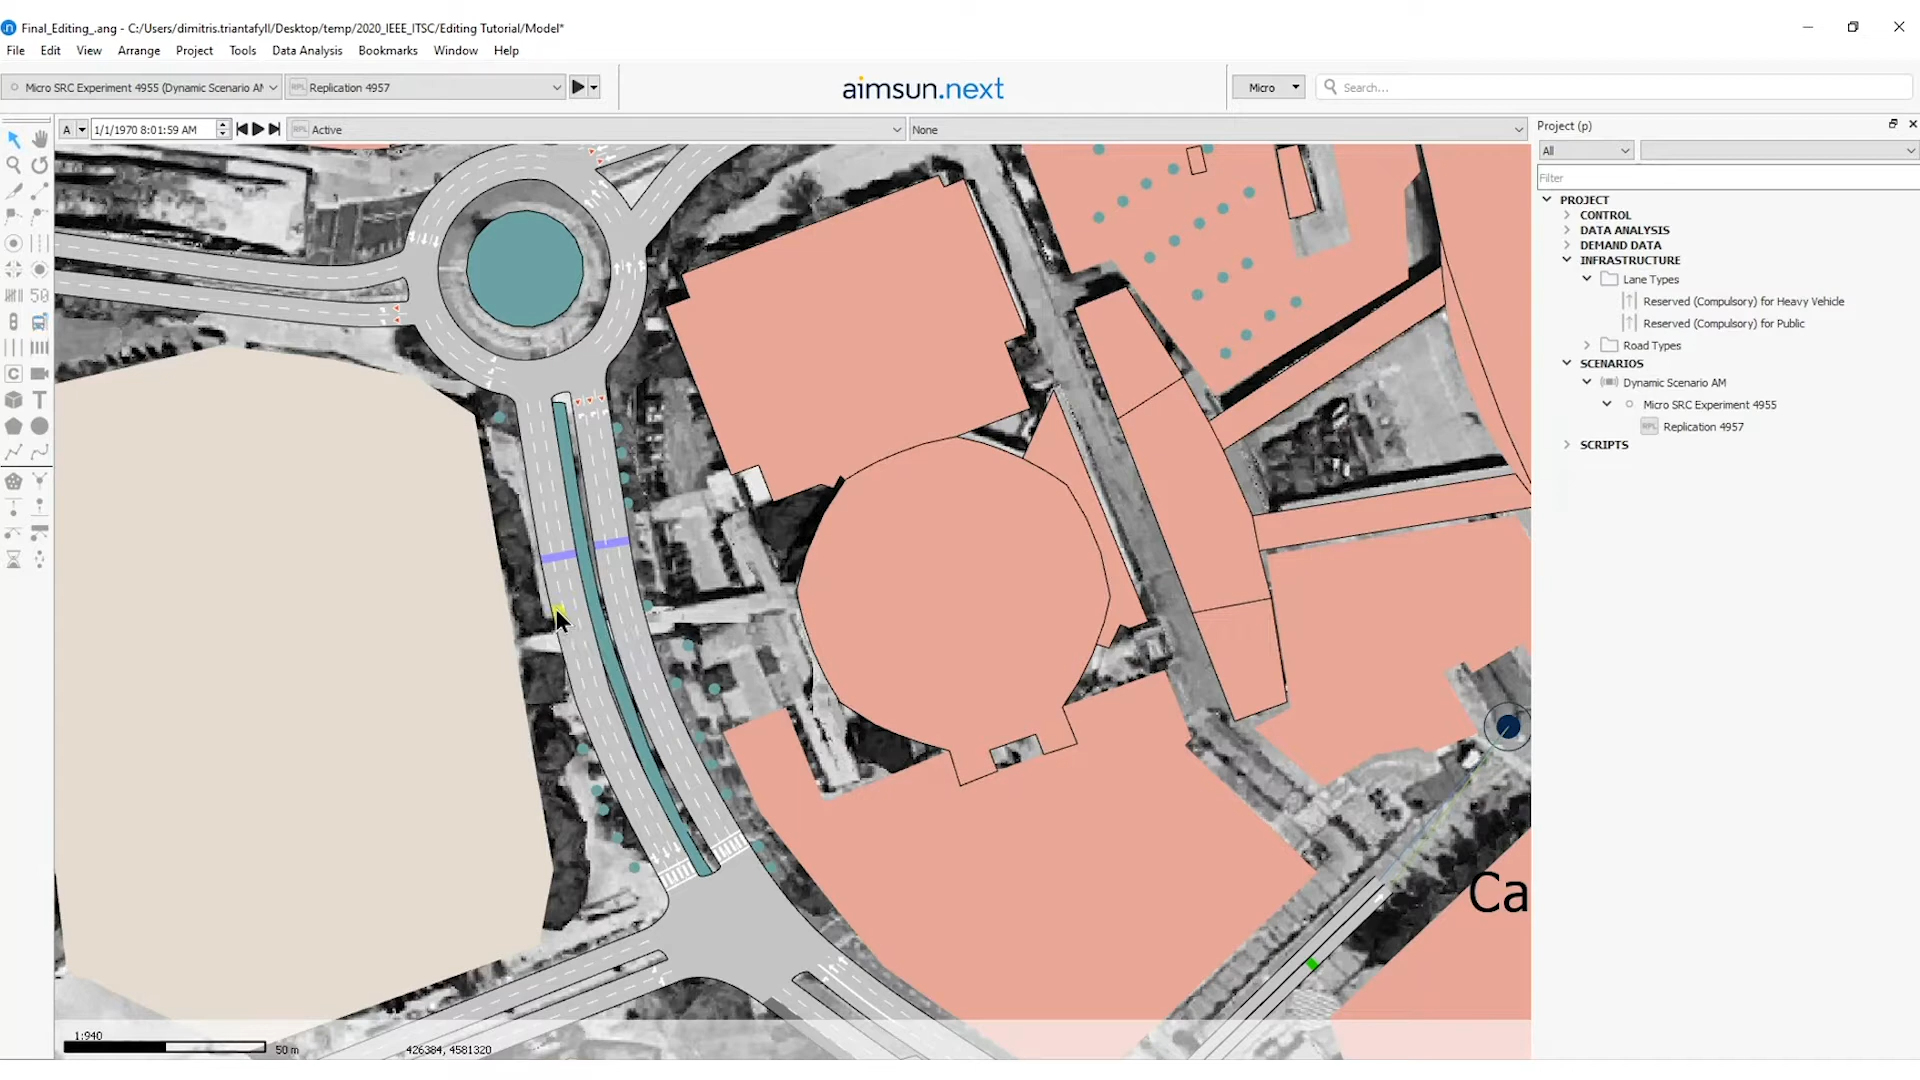 Final_Editing_.ang - C:/Users/dimitris.triantafyll/Desktop/temp/2020_IEEE_ITSC/Editing Tutorial/Model*
File Edit View Arrange Project Tools Data Analysis Bookmarks Window Help
Micro SRC Experiment 4955 (Dynamic Scenario AM
RPL Replication 4957
aimsun.next
Micro
Search...
A
1/1/1970 8:01:59 AM
RPL Active
None
Project (p)
All
Filter
PROJECT
CONTROL
DATA ANALYSIS
DEMAND DATA
INFRASTRUCTURE
Lane Types
Reserved (Compulsory) for Heavy Vehicle
Reserved (Compulsory) for Public
Road Types
SCENARIOS
Dynamic Scenario AM
Micro SRC Experiment 4955
RPL Replication 4957
SCRIPTS
50
C
T
Ca
1:940
50 m
426384, 4581320